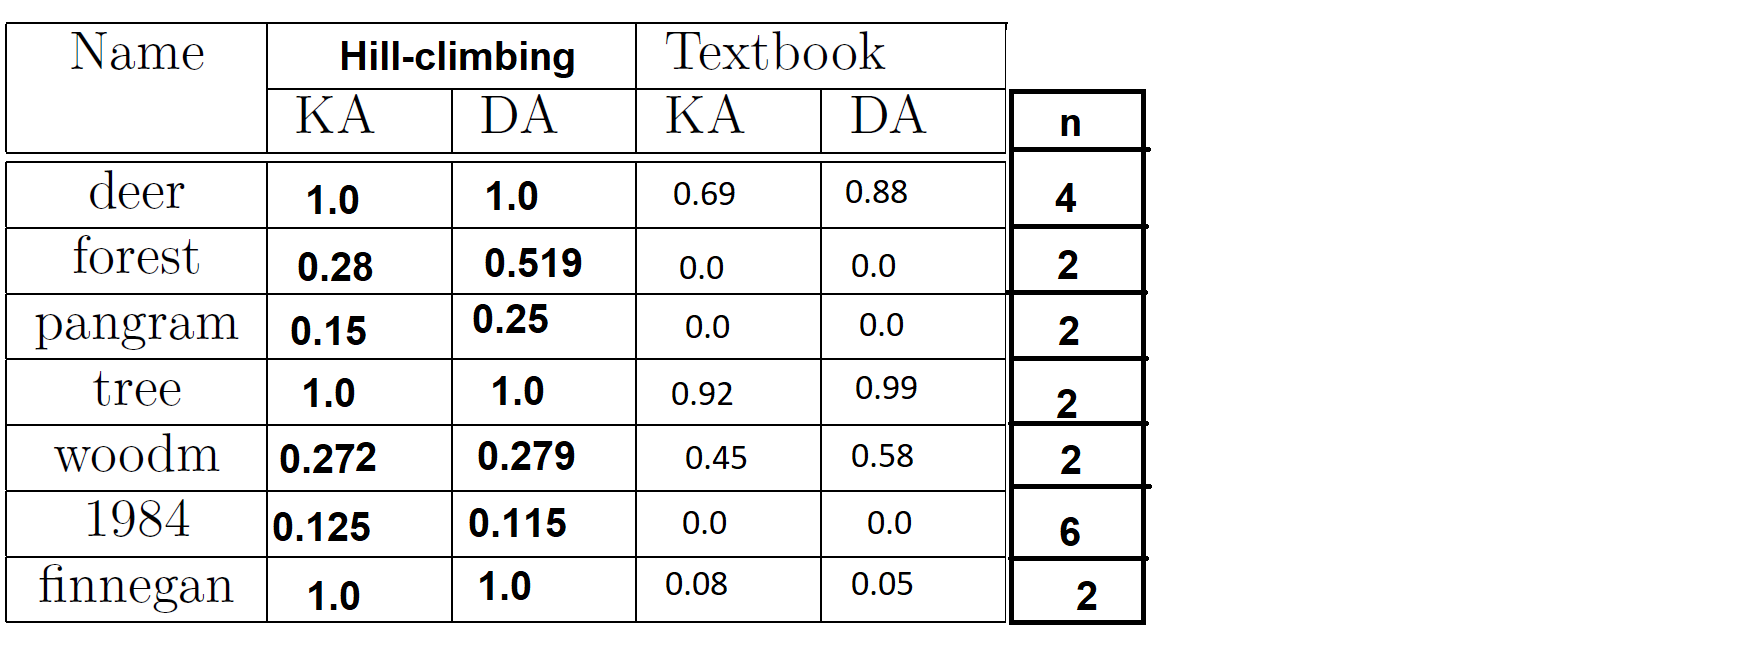 Name Hill-climbing Textbook
KA DA KA DA n
deer 1.0 1.0 0.69 0.88 4
forest 0.28 0.519 0.0 0.0 2
pangram 0.15 0.25 0.0 0.0 2
tree 1.0 1.0 0.92 0.99 2
woodm 0.272 0.279 0.45 0.58 2
1984 0.125 0.115 0.0 0.0 6
finnegan 1.0 1.0 0.08 0.05 2